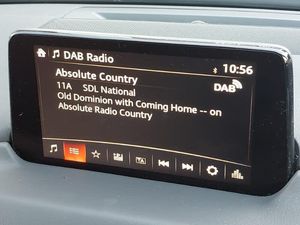 DAB Radio
10:56
Absolute Country
DAB
11A SDL National
Old Dominion with Coming Home -- on
Absolute Radio Country
TA